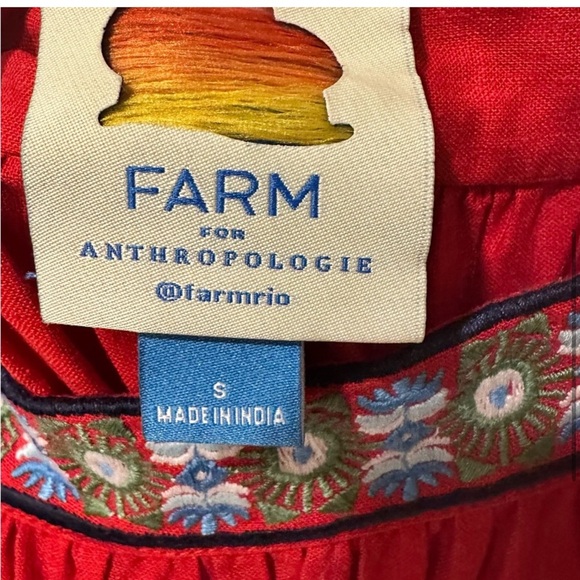 FARM
FOR
ANTHROPOLOGIE
@farmrio
S
MADE IN INDIA